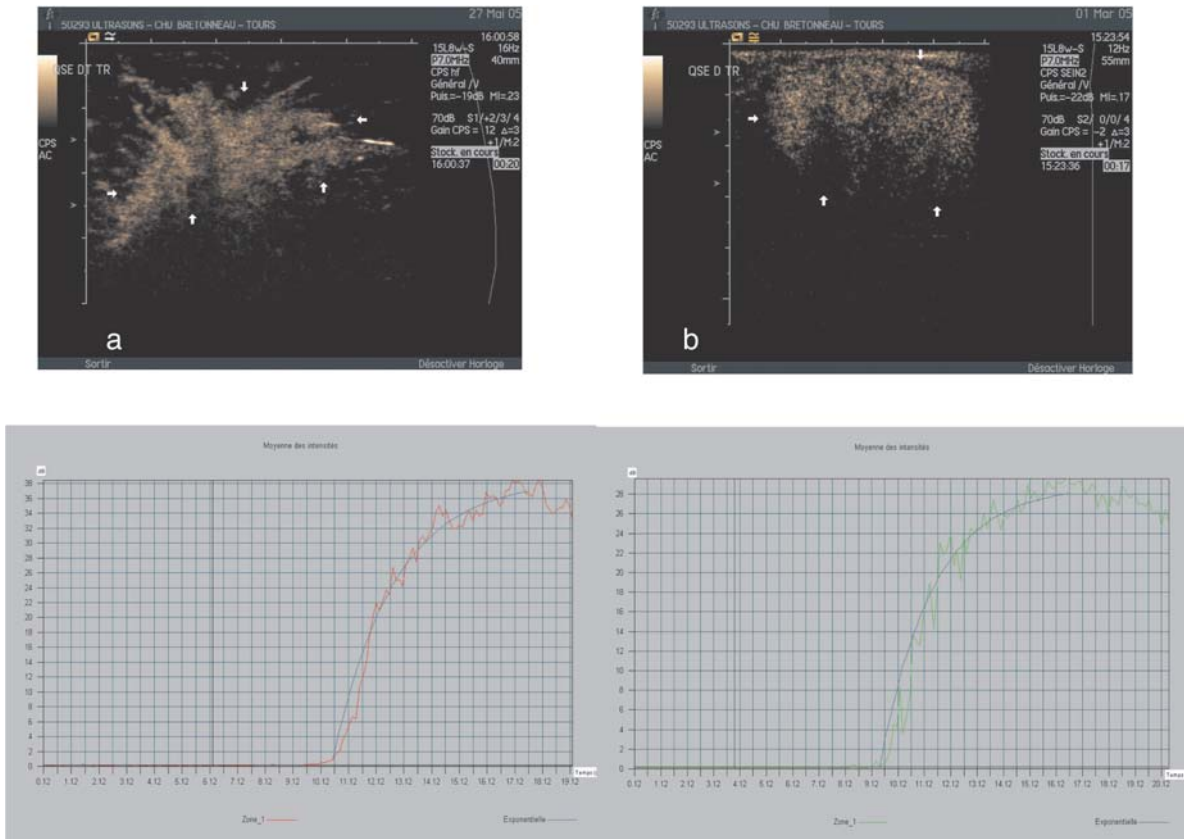 27 Mai 05
50293 ULTRASONS - CHU BRETONNEAU - TOURS
16:00:58
15L8w-S 16Hz
P7.0MHz 40mm
QSE DT TR
CPS hf
Général /V
Puis.=-19dB Mi=.23
70dB S1/+2/3/ 4
Gain CPS = 12 Δ=3
+1/M:2
Stock. en cours
16:00:37 00:20
CPS
AC
a
Sortir Désactiver Horloge
01 Mar 05
50293 ULTRASONS - CHU BRETONNEAU - TOURS
15:23:54
15L8w-S 12Hz
P7.0MHz 55mm
QSE D TR
CPS SEIN2
Général /V
Puis.=-22dB Mi=.17
70dB S2/ 0/0/ 4
Gain CPS = -2 Δ=3
+1/M:2
Stock. en cours
15:23:36 00:17
CPS
AC
b
Sortir Désactiver Horloge
Moyenne des intensités
38
36
34
32
30
28
26
24
22
20
18
16
14
12
10
8
6
4
2
0
0.12 1.12 2.12 3.12 4.12 5.12 6.12 7.12 8.12 9.12 10.12 11.12 12.12 13.12 14.12 15.12 16.12 17.12 18.12 19.12
Zone_1 Exponentielle
Moyenne des intensités
28
26
24
22
20
18
16
14
12
10
8
6
4
2
0
0.12 1.12 2.12 3.12 4.12 5.12 6.12 7.12 8.12 9.12 10.12 11.12 12.12 13.12 14.12 15.12 16.12 17.12 18.12 19.12 20.12
Zone_1 Exponentielle